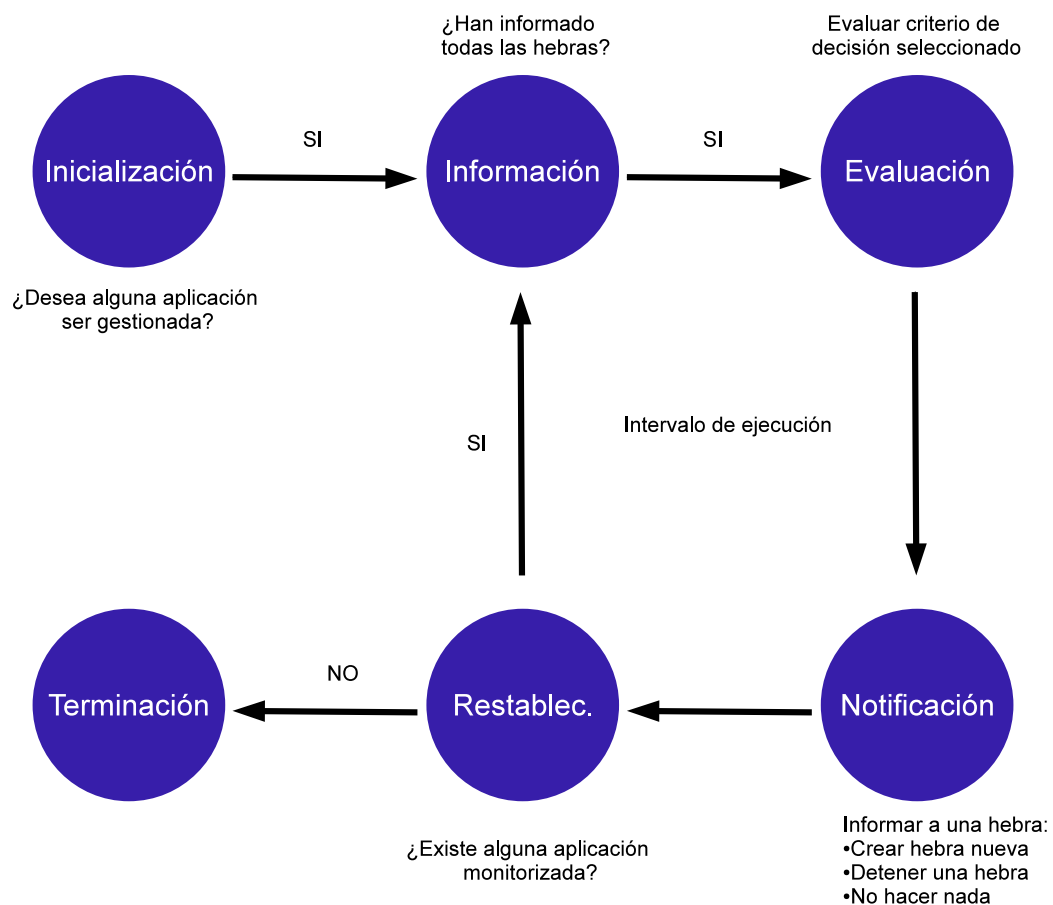 ¿Han informado
todas las hebras?
Evaluar criterio de
decisión seleccionado
SI
SI
Inicialización
Información
Evaluación
¿Desea alguna aplicación
ser gestionada?
Intervalo de ejecución
SI
NO
Terminación
Restablec.
Notificación
¿Existe alguna aplicación
monitorizada?
Informar a una hebra:
•Crear hebra nueva
•Detener una hebra
•No hacer nada